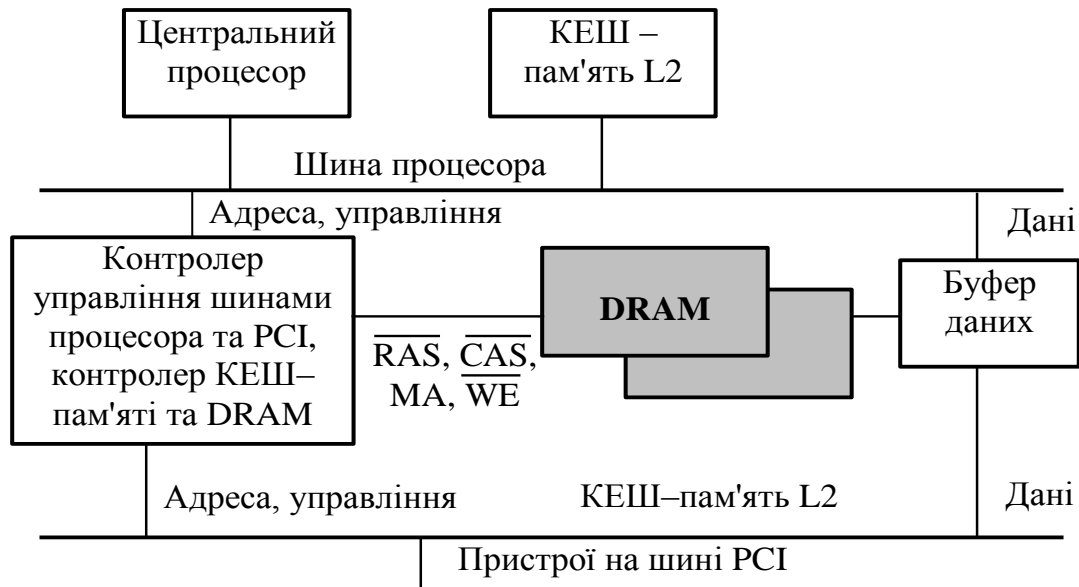 Центральний
процесор
КЕШ –
пам'ять L2
Шина процесора
Адреса, управління
Дані
Контролер
управління шинами
процесора та PCI,
контролер КЕШ–
пам'яті та DRAM
RAS, CAS,
MA, WE
DRAM
Буфер
даних
Адреса, управління
КЕШ–пам'ять L2
Дані
Пристрої на шині PCI